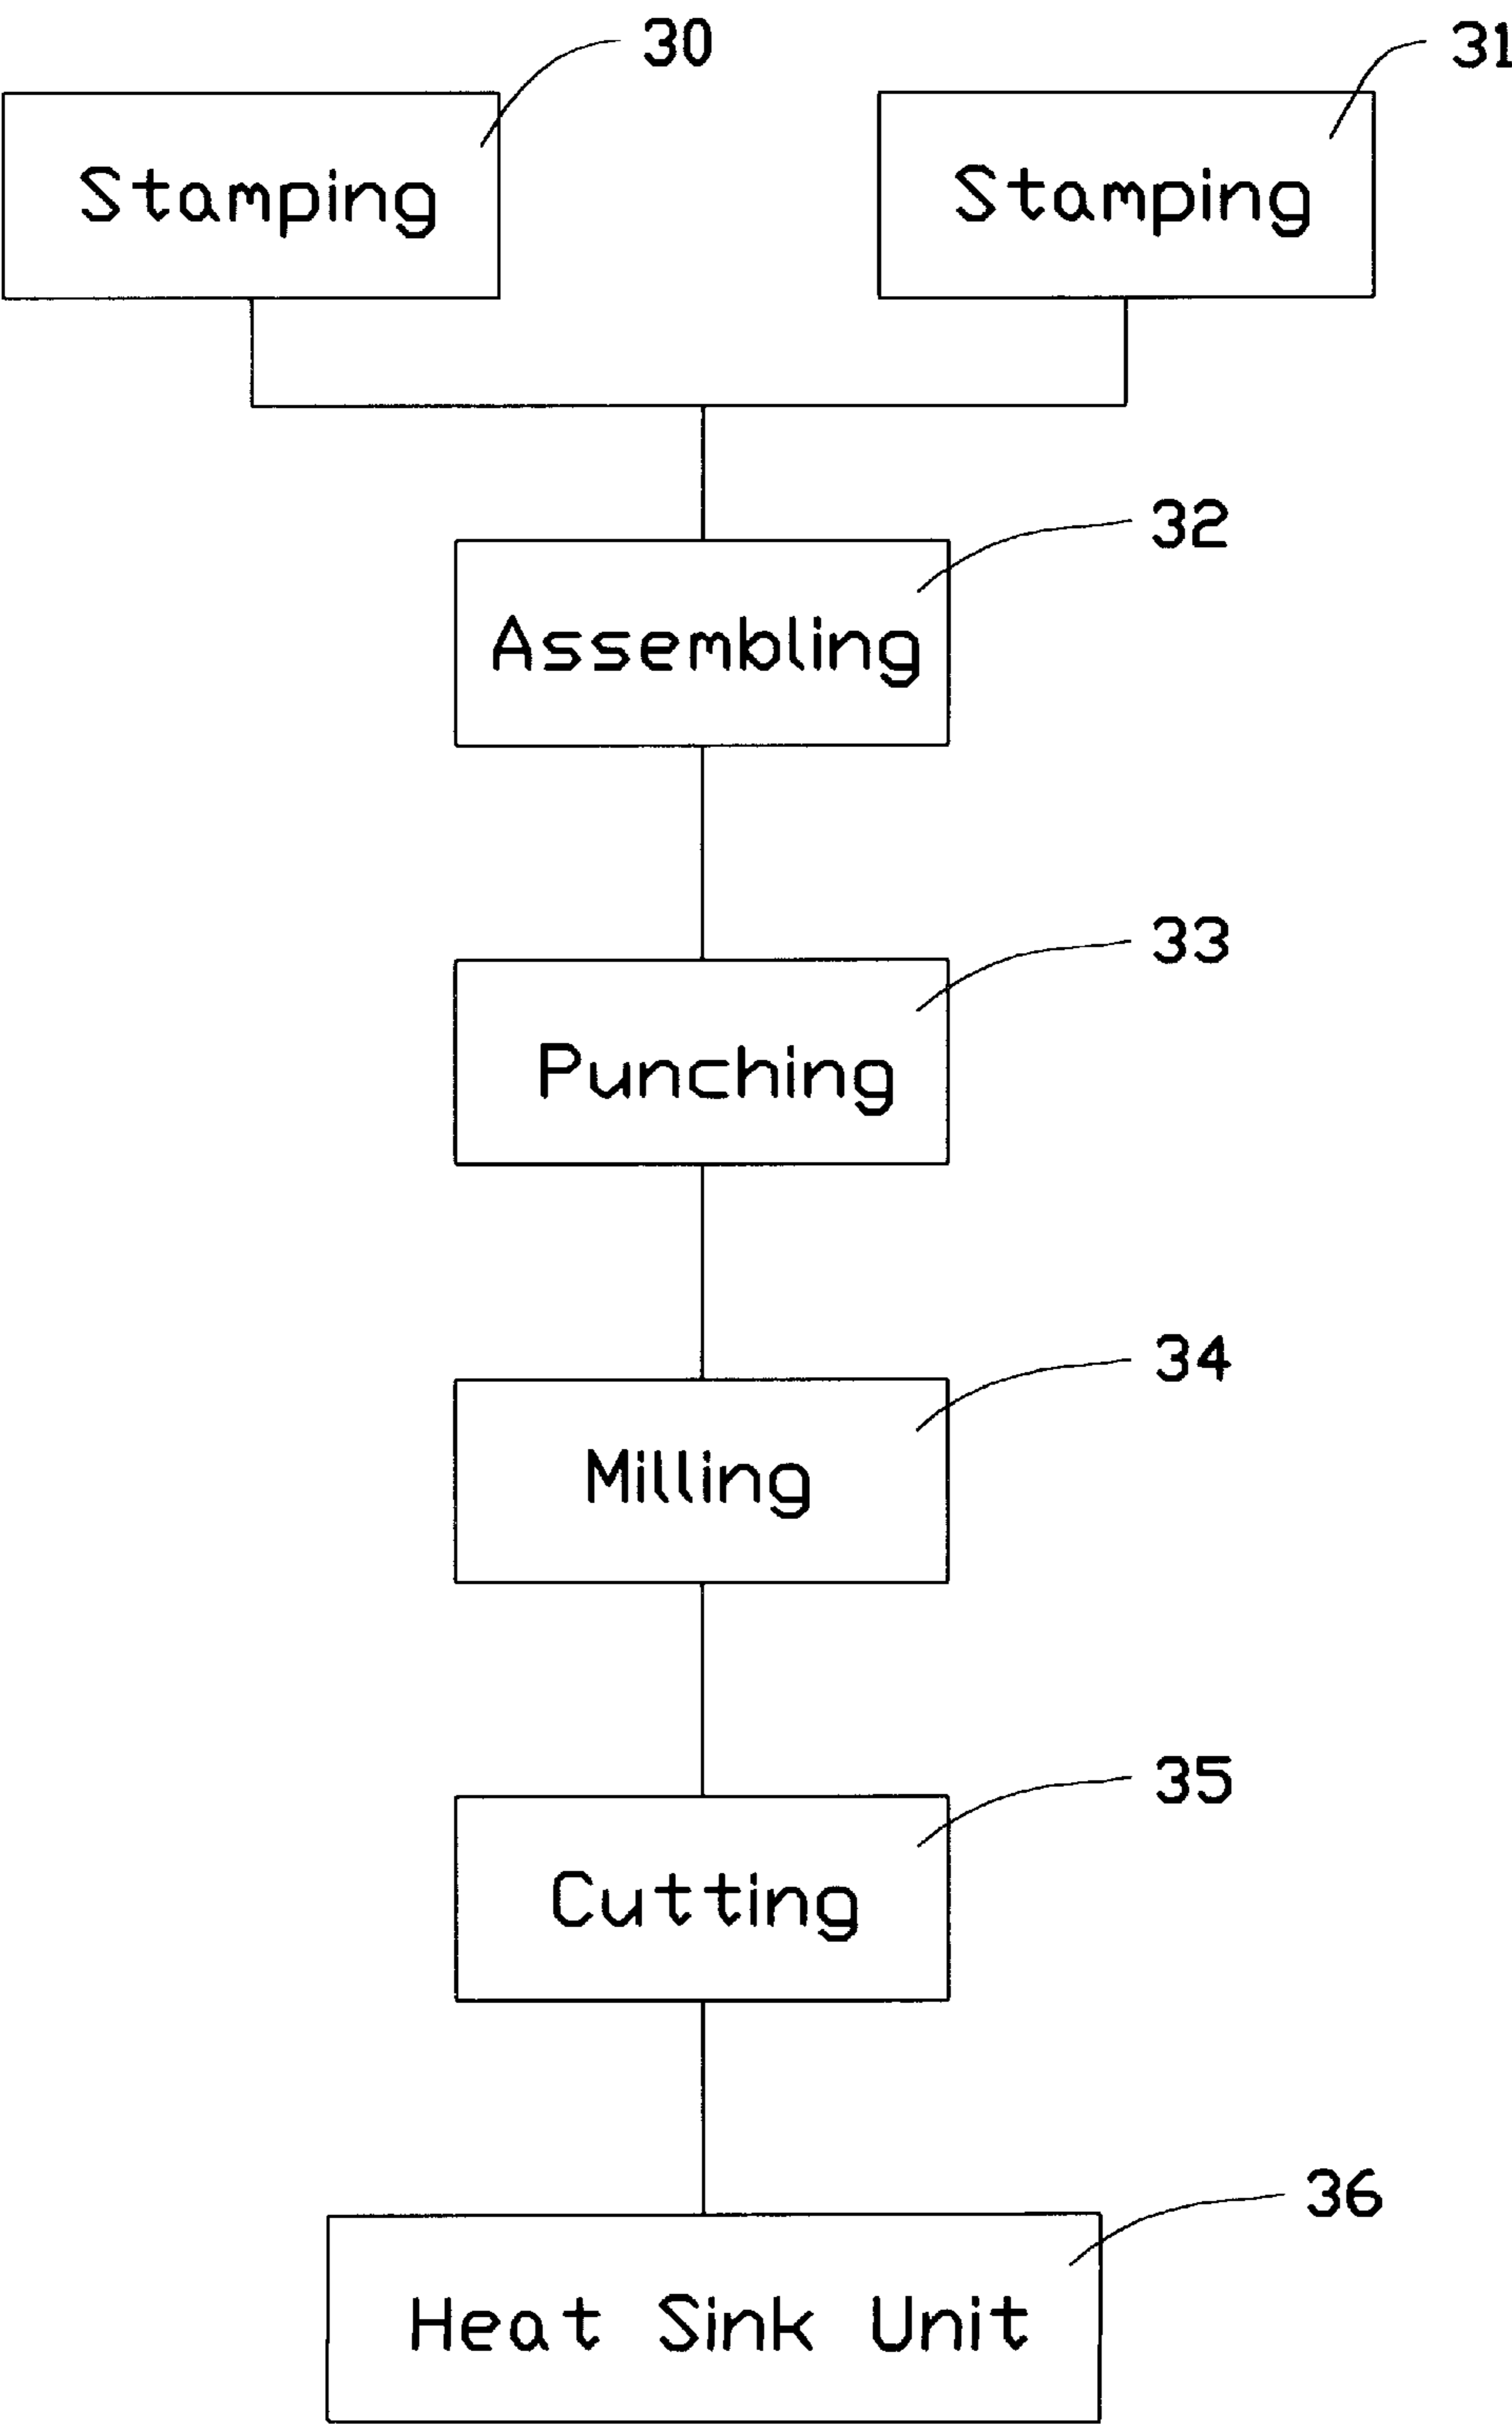 30
31
Stamping
Stamping
32
Assembling
33
Punching
34
Milling
35
Cutting
36
Heat Sink Unit